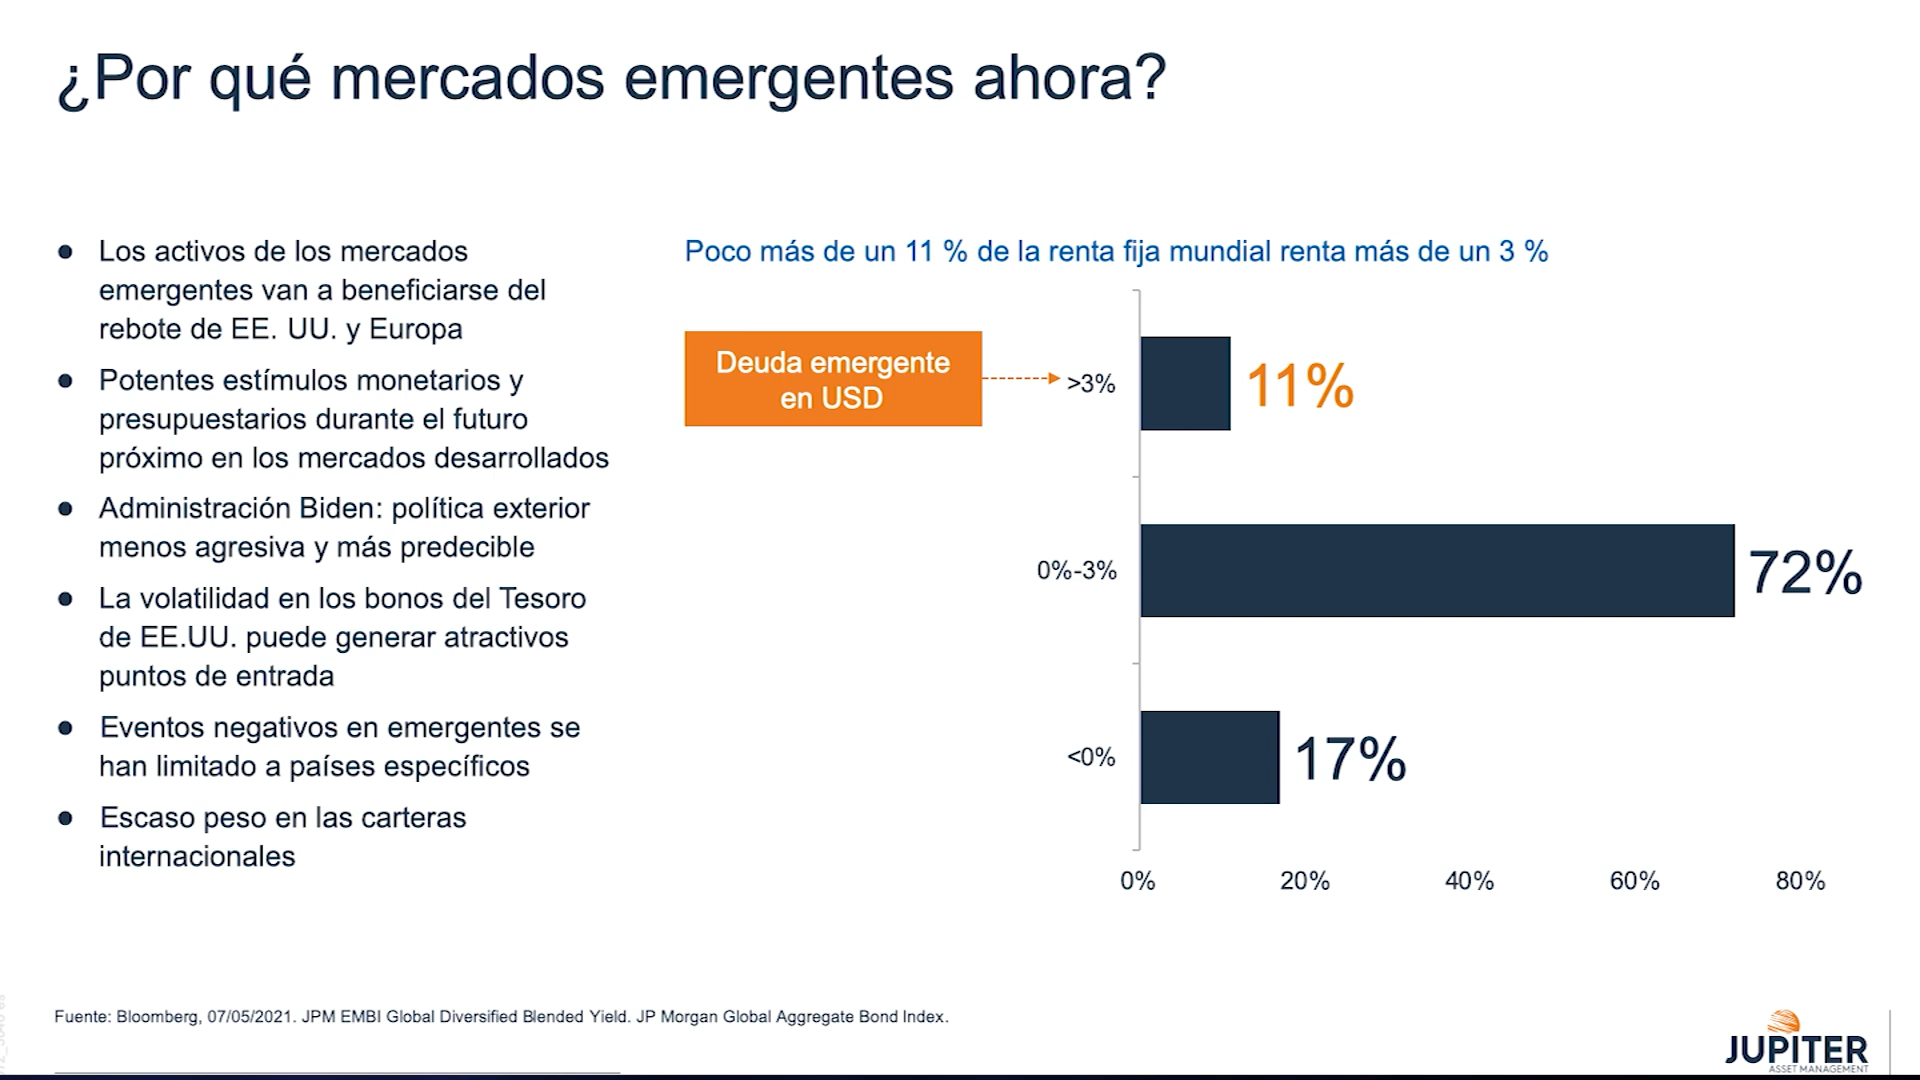 ¿Por qué mercados emergentes ahora?
● Los activos de los mercados
emergentes van a beneficiarse del
rebote de EE. UU. y Europa
● Potentes estímulos monetarios y
presupuestarios durante el futuro
próximo en los mercados desarrollados
● Administración Biden: política exterior
menos agresiva y más predecible
● La volatilidad en los bonos del Tesoro
de EE.UU. puede generar atractivos
puntos de entrada
● Eventos negativos en emergentes se
han limitado a países específicos
● Escaso peso en las carteras
internacionales
Poco más de un 11 % de la renta fija mundial renta más de un 3 %
Deuda emergente
en USD
>3%
11%
0%-3%
72%
<0%
17%
0% 20% 40% 60% 80%
Fuente: Bloomberg, 07/05/2021. JPM EMBI Global Diversified Blended Yield. JP Morgan Global Aggregate Bond Index.
JUPITER
ASSET MANAGEMENT